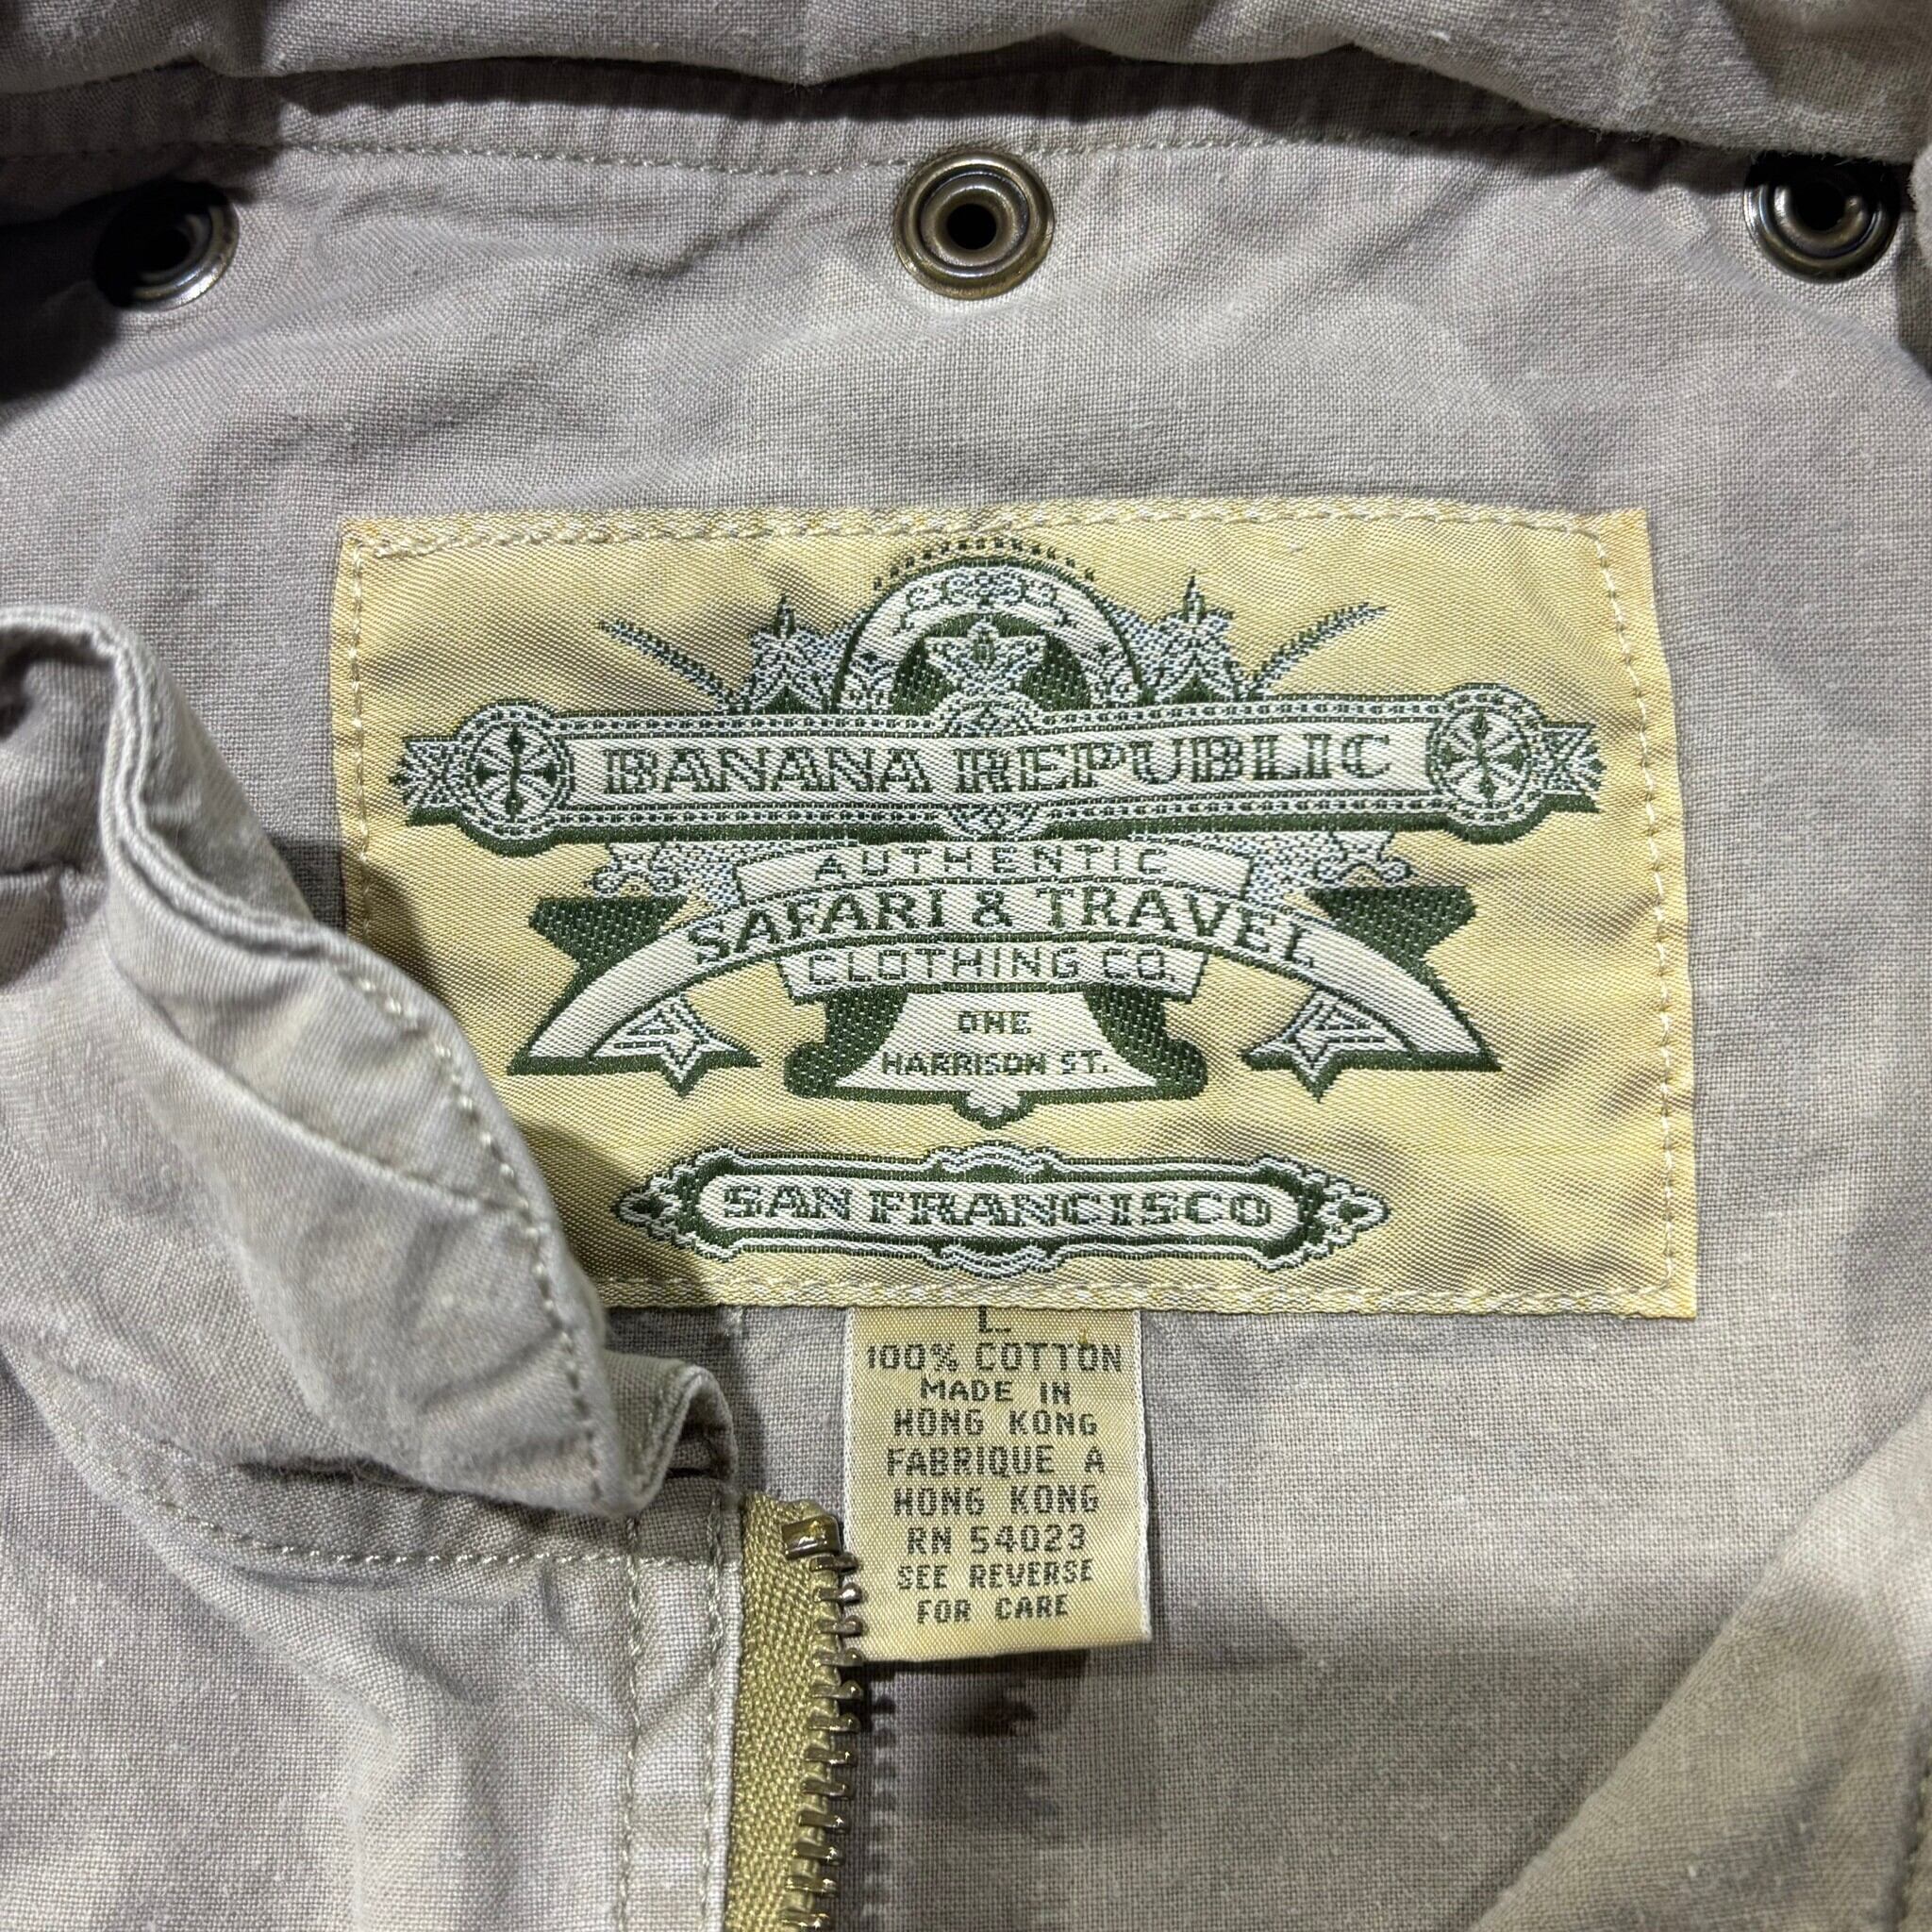 BANANA REPUBLIC
AUTHENTIC
SAFARI & TRAVEL
CLOTHING CO.
ONE
HARRISON ST.
SAN FRANCISCO
L
100% COTTON
MADE IN
HONG KONG
FABRIQUE A
HONG KONG
RN 54023
SEE REVERSE
FOR CARE